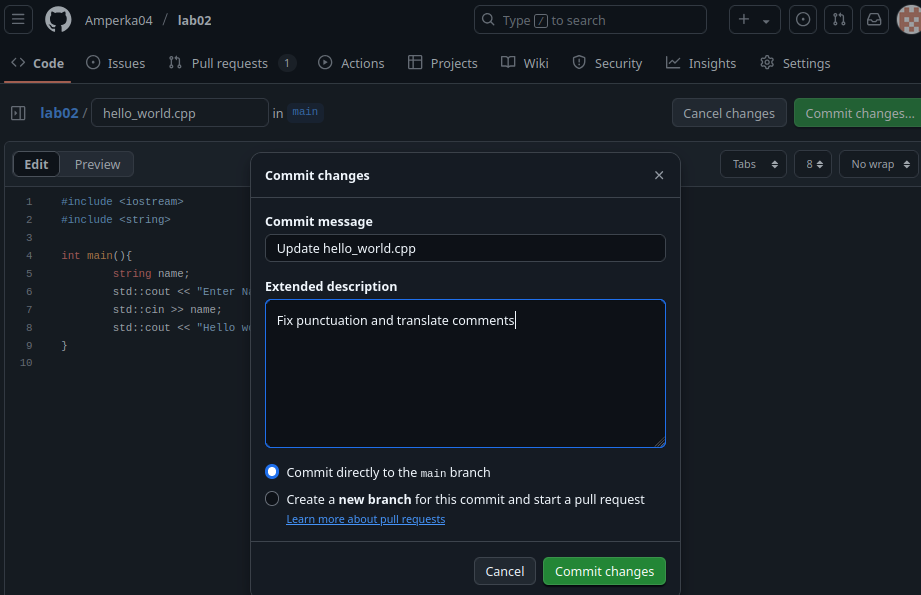 Amperka04 / lab02
Type / to search
Code Issues Pull requests 1 Actions Projects Wiki Security Insights Settings
lab02 / hello_world.cpp in main
Cancel changes Commit changes...
Edit Preview
Tabs 8 No wrap
1 #include <iostream>
2 #include <string>
3
4 int main(){
5 string name;
6 std::cout << "Enter
7 std::cin >> name;
8 std::cout << "Hello
9 }
10
Commit changes
Commit message
Update hello_world.cpp
Extended description
Fix punctuation and translate comments
Commit directly to the main branch
Create a new branch for this commit and start a pull request
Learn more about pull requests
Cancel Commit changes